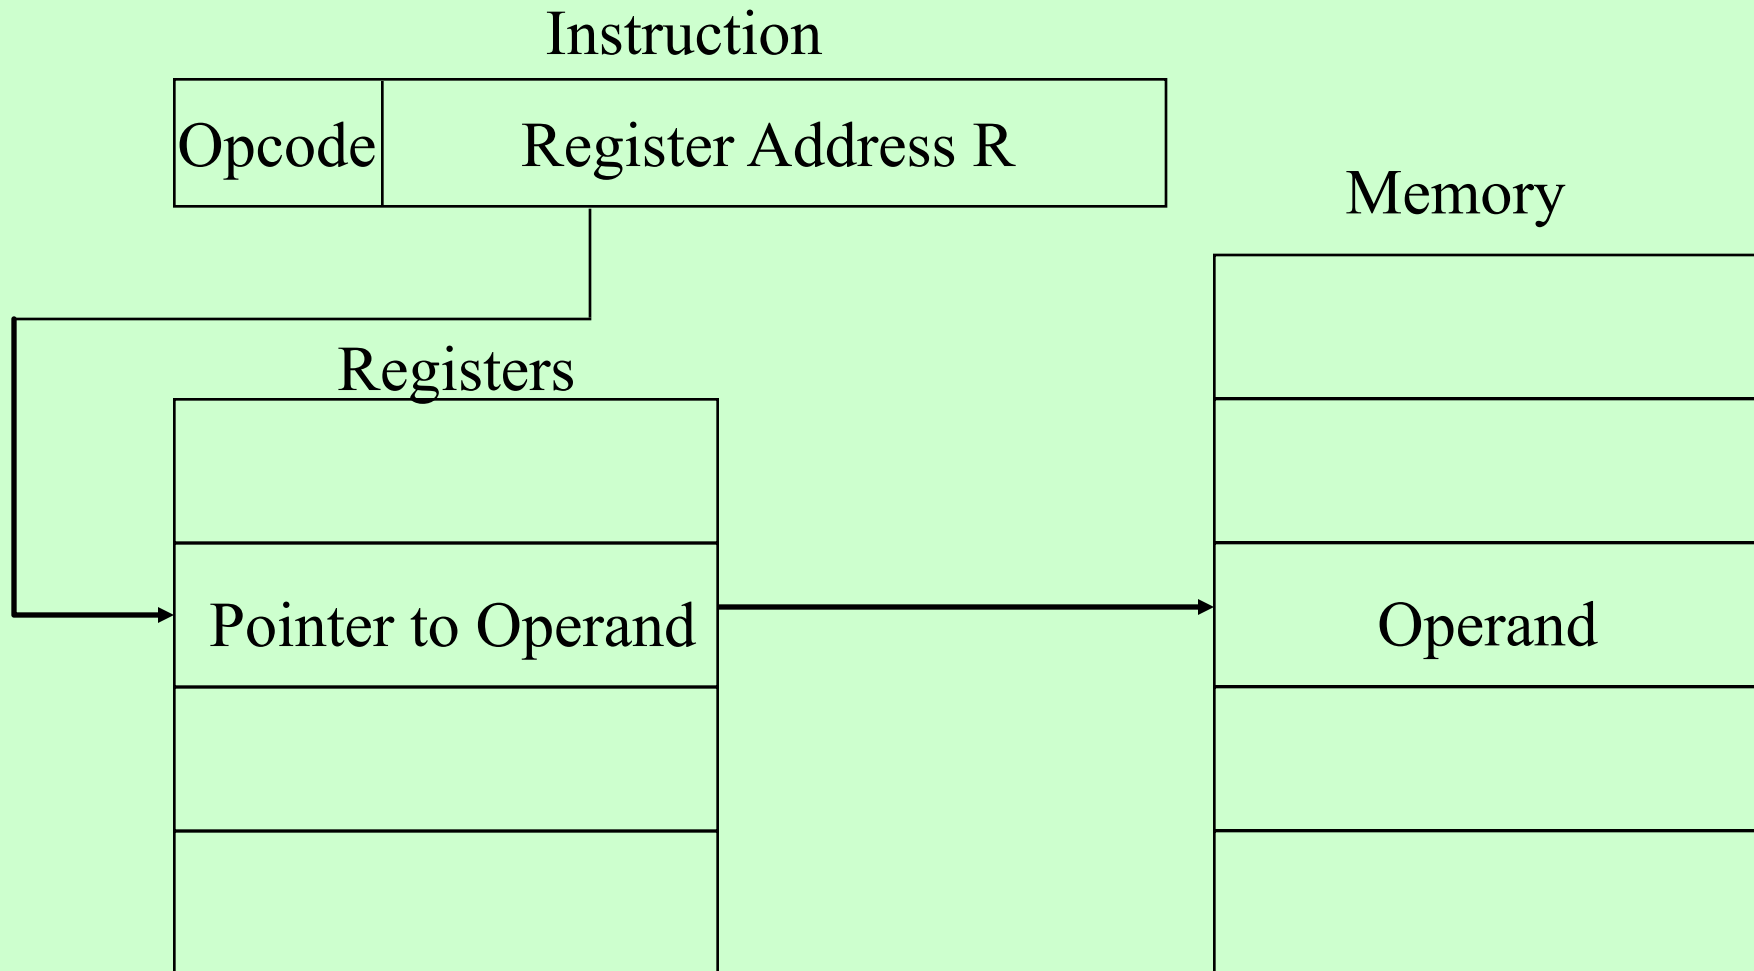 Instruction
Opcode Register Address R
Memory
Registers
Pointer to Operand Operand